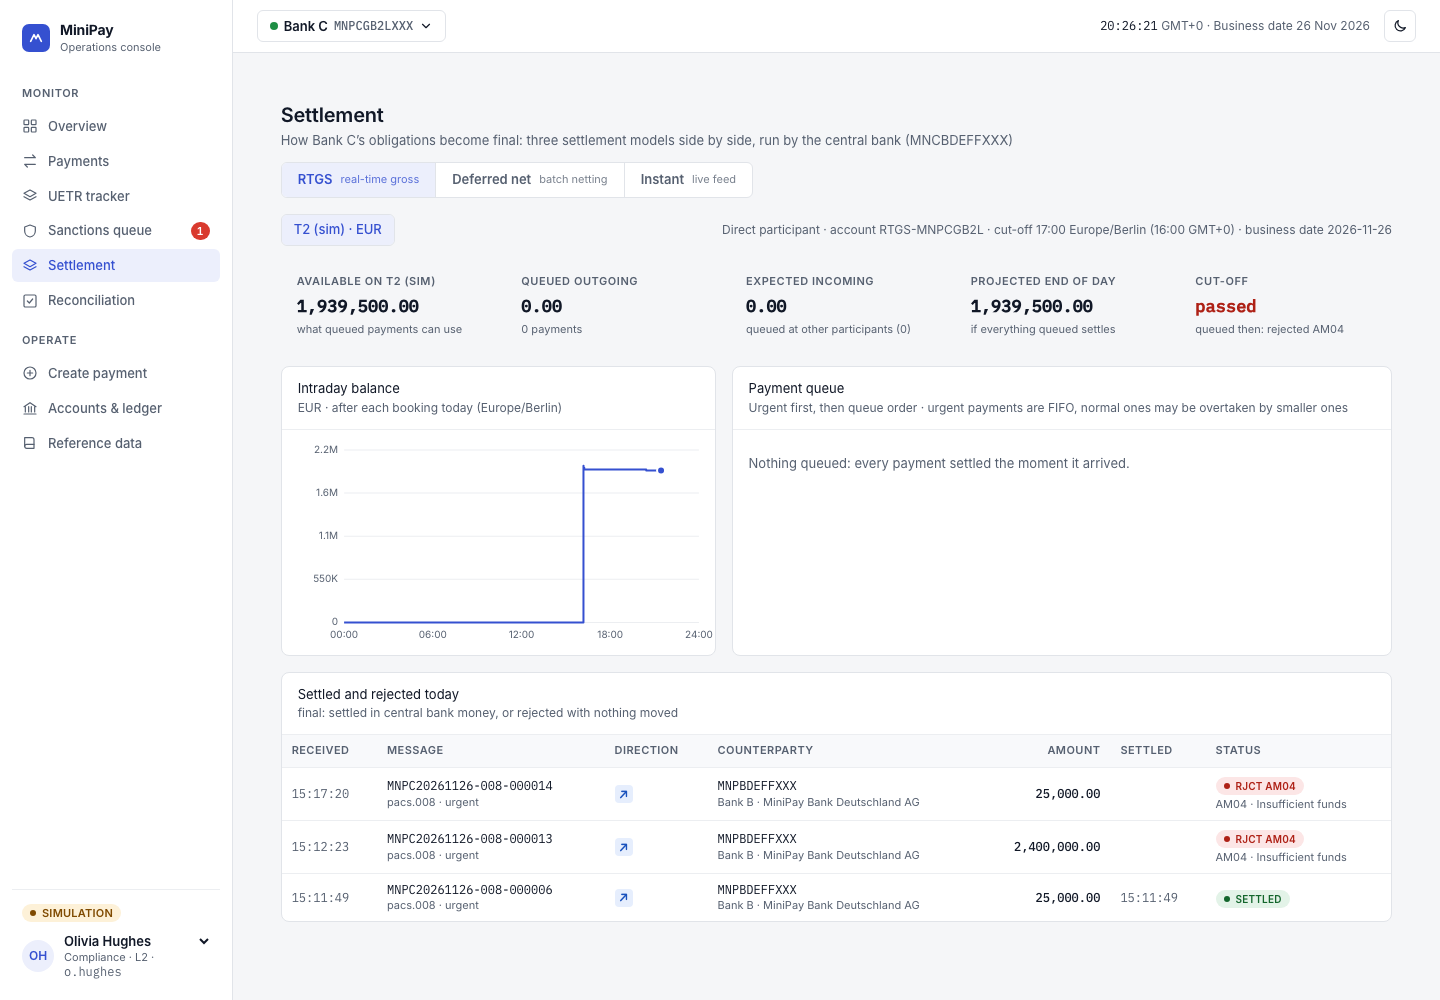 MiniPay
Operations console
MONITOR
Overview
Payments
UETR tracker
Sanctions queue 1
Settlement
Reconciliation
OPERATE
Create payment
Accounts & ledger
Reference data
SIMULATION
OH
Olivia Hughes
Compliance · L2 ·
o.hughes
Bank C MNPCGB2LXXX
20:26:21 GMT+0 · Business date 26 Nov 2026
Settlement
How Bank C’s obligations become final: three settlement models side by side, run by the central bank (MNCBDEFFXXX)
RTGS real-time gross Deferred net batch netting Instant live feed
T2 (sim) · EUR
Direct participant · account RTGS-MNPCGB2L · cut-off 17:00 Europe/Berlin (16:00 GMT+0) · business date 2026-11-26
AVAILABLE ON T2 (SIM)
1,939,500.00
what queued payments can use
QUEUED OUTGOING
0.00
0 payments
EXPECTED INCOMING
0.00
queued at other participants (0)
PROJECTED END OF DAY
1,939,500.00
if everything queued settles
CUT-OFF
passed
queued then: rejected AM04
Intraday balance
EUR · after each booking today (Europe/Berlin)
2.2M
1.6M
1.1M
550K
0
00:00 06:00 12:00 18:00 24:00
Payment queue
Urgent first, then queue order · urgent payments are FIFO, normal ones may be overtaken by smaller ones
Nothing queued: every payment settled the moment it arrived.
Settled and rejected today
final: settled in central bank money, or rejected with nothing moved
RECEIVED MESSAGE DIRECTION COUNTERPARTY AMOUNT SETTLED STATUS
15:17:20 MNPC20261126-008-000014 MNPBDEFFXXX 25,000.00 RJCT AM04
pacs.008 · urgent Bank B · MiniPay Bank Deutschland AG AM04 · Insufficient funds
15:12:23 MNPC20261126-008-000013 MNPBDEFFXXX 2,400,000.00 RJCT AM04
pacs.008 · urgent Bank B · MiniPay Bank Deutschland AG AM04 · Insufficient funds
15:11:49 MNPC20261126-008-000006 MNPBDEFFXXX 25,000.00 15:11:49 SETTLED
pacs.008 · urgent Bank B · MiniPay Bank Deutschland AG